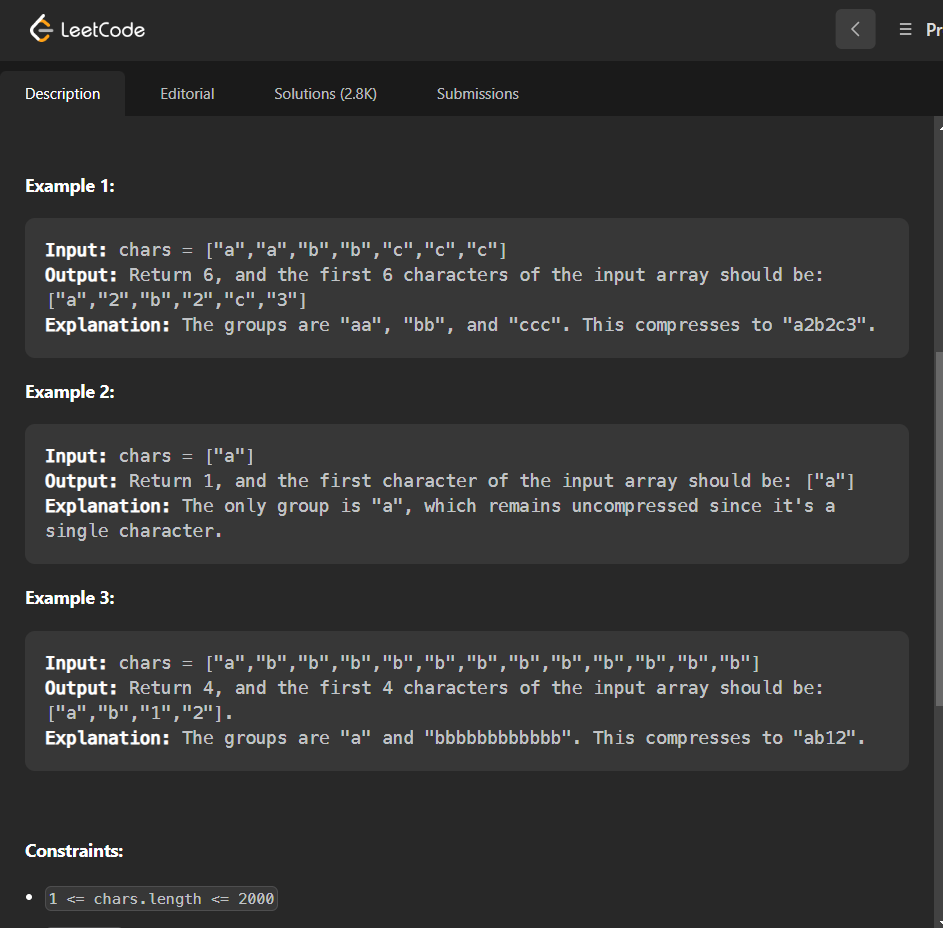 LeetCode
Pr
Description
Editorial
Solutions (2.8K)
Submissions
Example 1:
Input: chars = ["a","a","b","b","c","c","c"]
Output: Return 6, and the first 6 characters of the input array should be:
["a","2","b","2","c","3"]
Explanation: The groups are "aa", "bb", and "ccc". This compresses to "a2b2c3".
Example 2:
Input: chars = ["a"]
Output: Return 1, and the first character of the input array should be: ["a"]
Explanation: The only group is "a", which remains uncompressed since it's a
single character.
Example 3:
Input: chars = ["a","b","b","b","b","b","b","b","b","b","b","b","b"]
Output: Return 4, and the first 4 characters of the input array should be:
["a","b","1","2"].
Explanation: The groups are "a" and "bbbbbbbbbbbb". This compresses to "ab12".
Constraints:
1 <= chars.length <= 2000